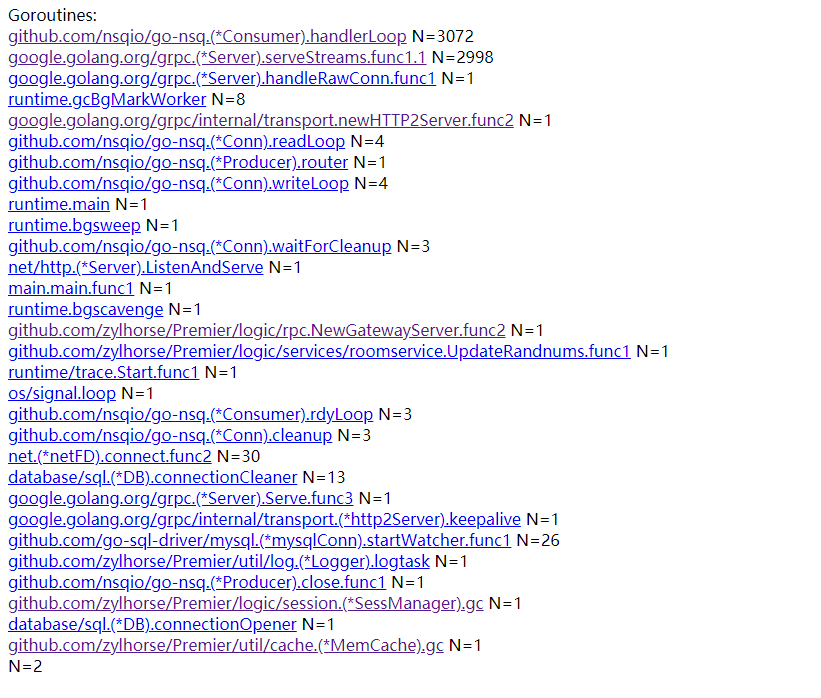 Goroutines:
github.com/nsqio/go-nsq.(*Consumer).handlerLoop N=3072
google.golang.org/grpc.(*Server).serveStreams.func1.1 N=2998
google.golang.org/grpc.(*Server).handleRawConn.func1 N=1
runtime.gcBgMarkWorker N=8
google.golang.org/grpc/internal/transport.newHTTP2Server.func2 N=1
github.com/nsqio/go-nsq.(*Conn).readLoop N=4
github.com/nsqio/go-nsq.(*Producer).router N=1
github.com/nsqio/go-nsq.(*Conn).writeLoop N=4
runtime.main N=1
runtime.bgsweep N=1
github.com/nsqio/go-nsq.(*Conn).waitForCleanup N=3
net/http.(*Server).ListenAndServe N=1
main.main.func1 N=1
runtime.bgscavenge N=1
github.com/zylhorse/Premier/logic/rpc.NewGatewayServer.func2 N=1
github.com/zylhorse/Premier/logic/services/roomservice.UpdateRandnums.func1 N=1
runtime/trace.Start.func1 N=1
os/signal.loop N=1
github.com/nsqio/go-nsq.(*Consumer).rdyLoop N=3
github.com/nsqio/go-nsq.(*Conn).cleanup N=3
net.(*netFD).connect.func2 N=30
database/sql.(*DB).connectionCleaner N=13
google.golang.org/grpc.(*Server).Serve.func3 N=1
google.golang.org/grpc/internal/transport.(*http2Server).keepalive N=1
github.com/go-sql-driver/mysql.(*mysqlConn).startWatcher.func1 N=26
github.com/zylhorse/Premier/util/log.(*Logger).logtask N=1
github.com/nsqio/go-nsq.(*Producer).close.func1 N=1
github.com/zylhorse/Premier/logic/session.(*SessManager).gc N=1
database/sql.(*DB).connectionOpener N=1
github.com/zylhorse/Premier/util/cache.(*MemCache).gc N=1
N=2